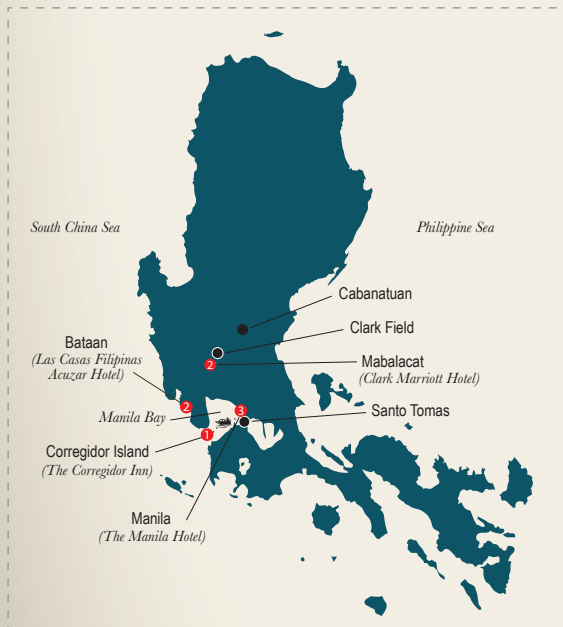 South China Sea
Philippine Sea
Cabanatuan
Clark Field
2
Mabalacat
(Clark Marriott Hotel)
Bataan
(Las Casas Filipinas
Acuzar Hotel)
2
3
Santo Tomas
Manila Bay
1
Corregidor Island
(The Corregidor Inn)
Manila
(The Manila Hotel)